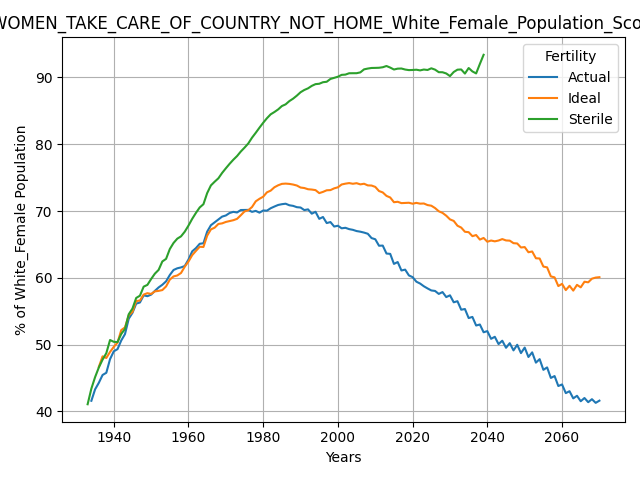 WOMEN_TAKE_CARE_OF_COUNTRY_NOT_HOME_White_Female_Population_Sco
Fertility
Actual
Ideal
Sterile
% of White_Female Population
90
80
70
60
50
40
1940 1960 1980 2000 2020 2040 2060
Years